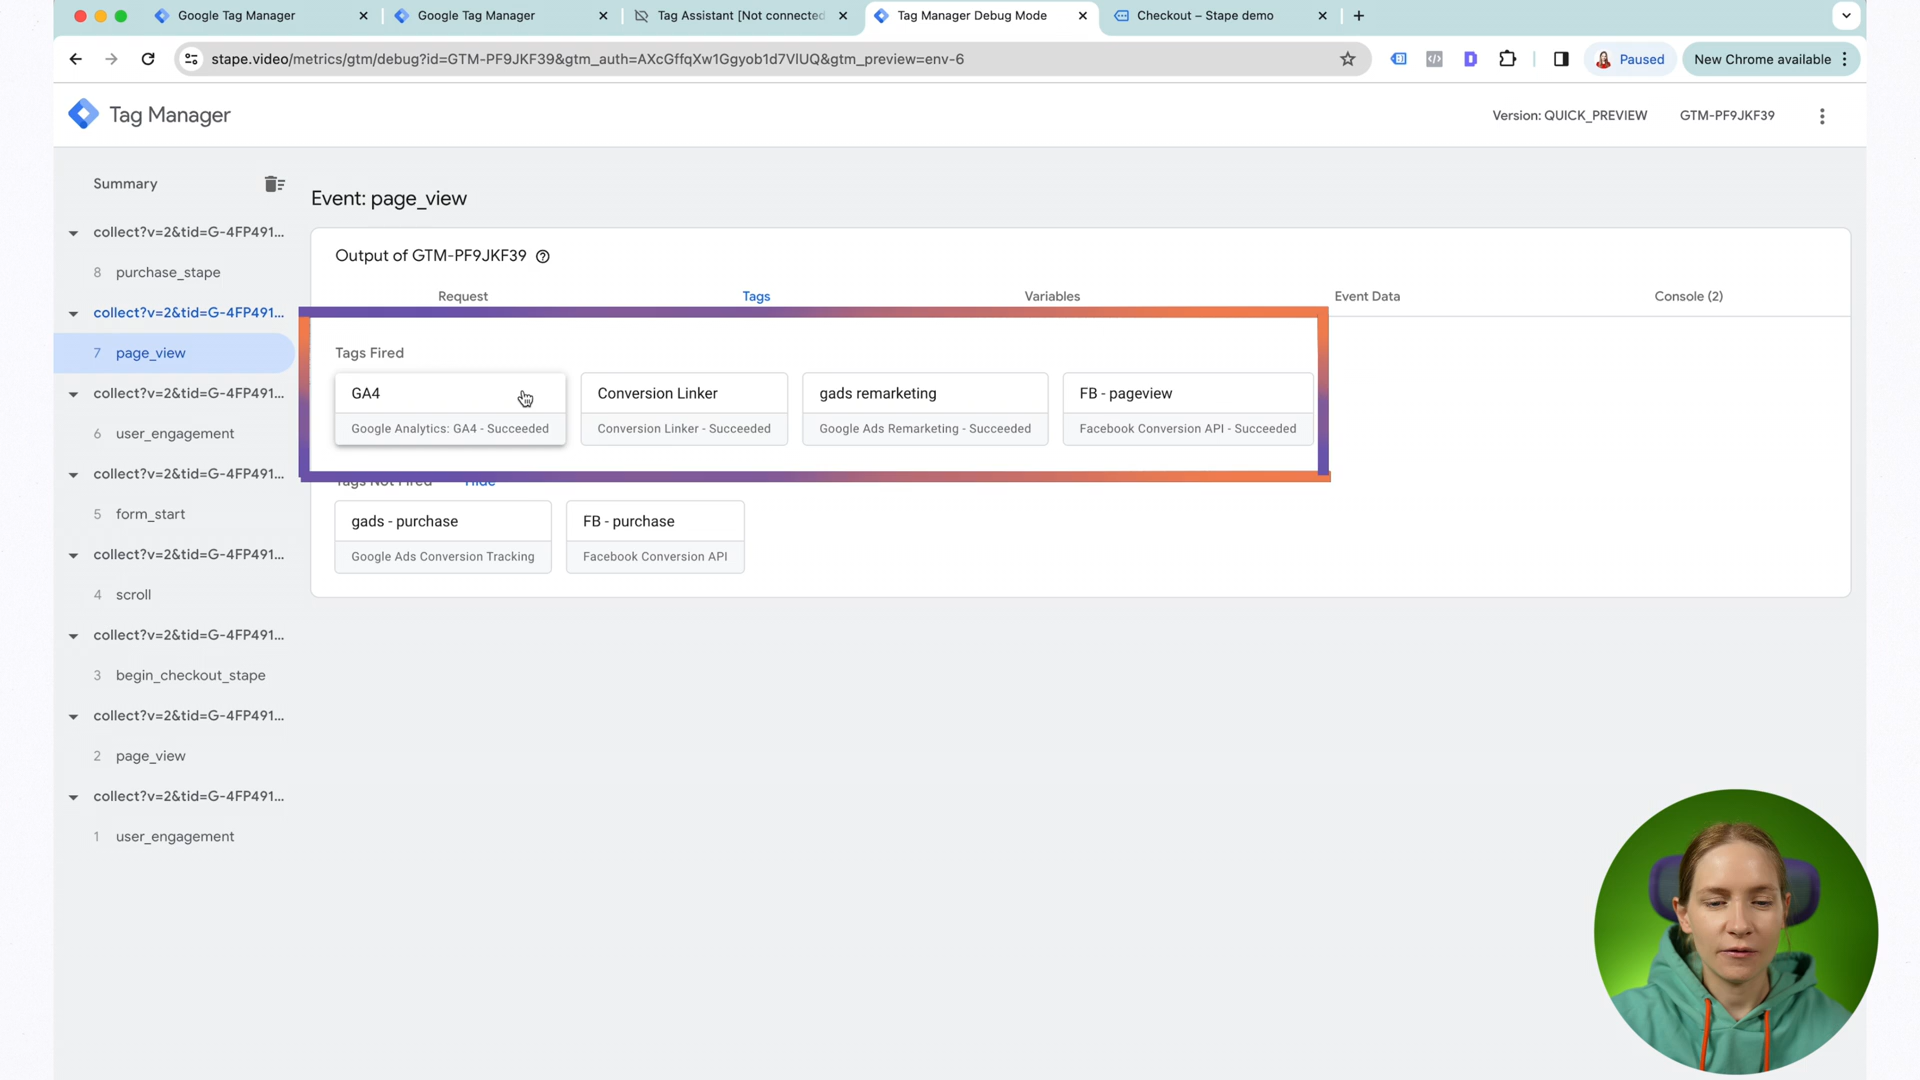 Google Tag Manager
Google Tag Manager
Tag Assistant [Not connected
Tag Manager Debug Mode
Checkout – Stape demo
stape.video/metrics/gtm/debug?id=GTM-PF9JKF39&gtm_auth=AXcGffqXw1Ggyob1d7VlUQ&gtm_preview=env-6
Paused
New Chrome available
Tag Manager
Version: QUICK_PREVIEW
GTM-PF9JKF39
Summary
collect?v=2&tid=G-4FP491...
8 purchase_stape
collect?v=2&tid=G-4FP491...
7 page_view
collect?v=2&tid=G-4FP491...
6 user_engagement
collect?v=2&tid=G-4FP491...
5 form_start
collect?v=2&tid=G-4FP491...
4 scroll
collect?v=2&tid=G-4FP491...
3 begin_checkout_stape
collect?v=2&tid=G-4FP491...
2 page_view
collect?v=2&tid=G-4FP491...
1 user_engagement
Event: page_view
Output of GTM-PF9JKF39
Request
Tags
Variables
Event Data
Console (2)
Tags Fired
GA4
Google Analytics: GA4 - Succeeded
Conversion Linker
Conversion Linker - Succeeded
gads remarketing
Google Ads Remarketing - Succeeded
FB - pageview
Facebook Conversion API - Succeeded
Tags Not Fired Hide
gads - purchase
Google Ads Conversion Tracking
FB - purchase
Facebook Conversion API